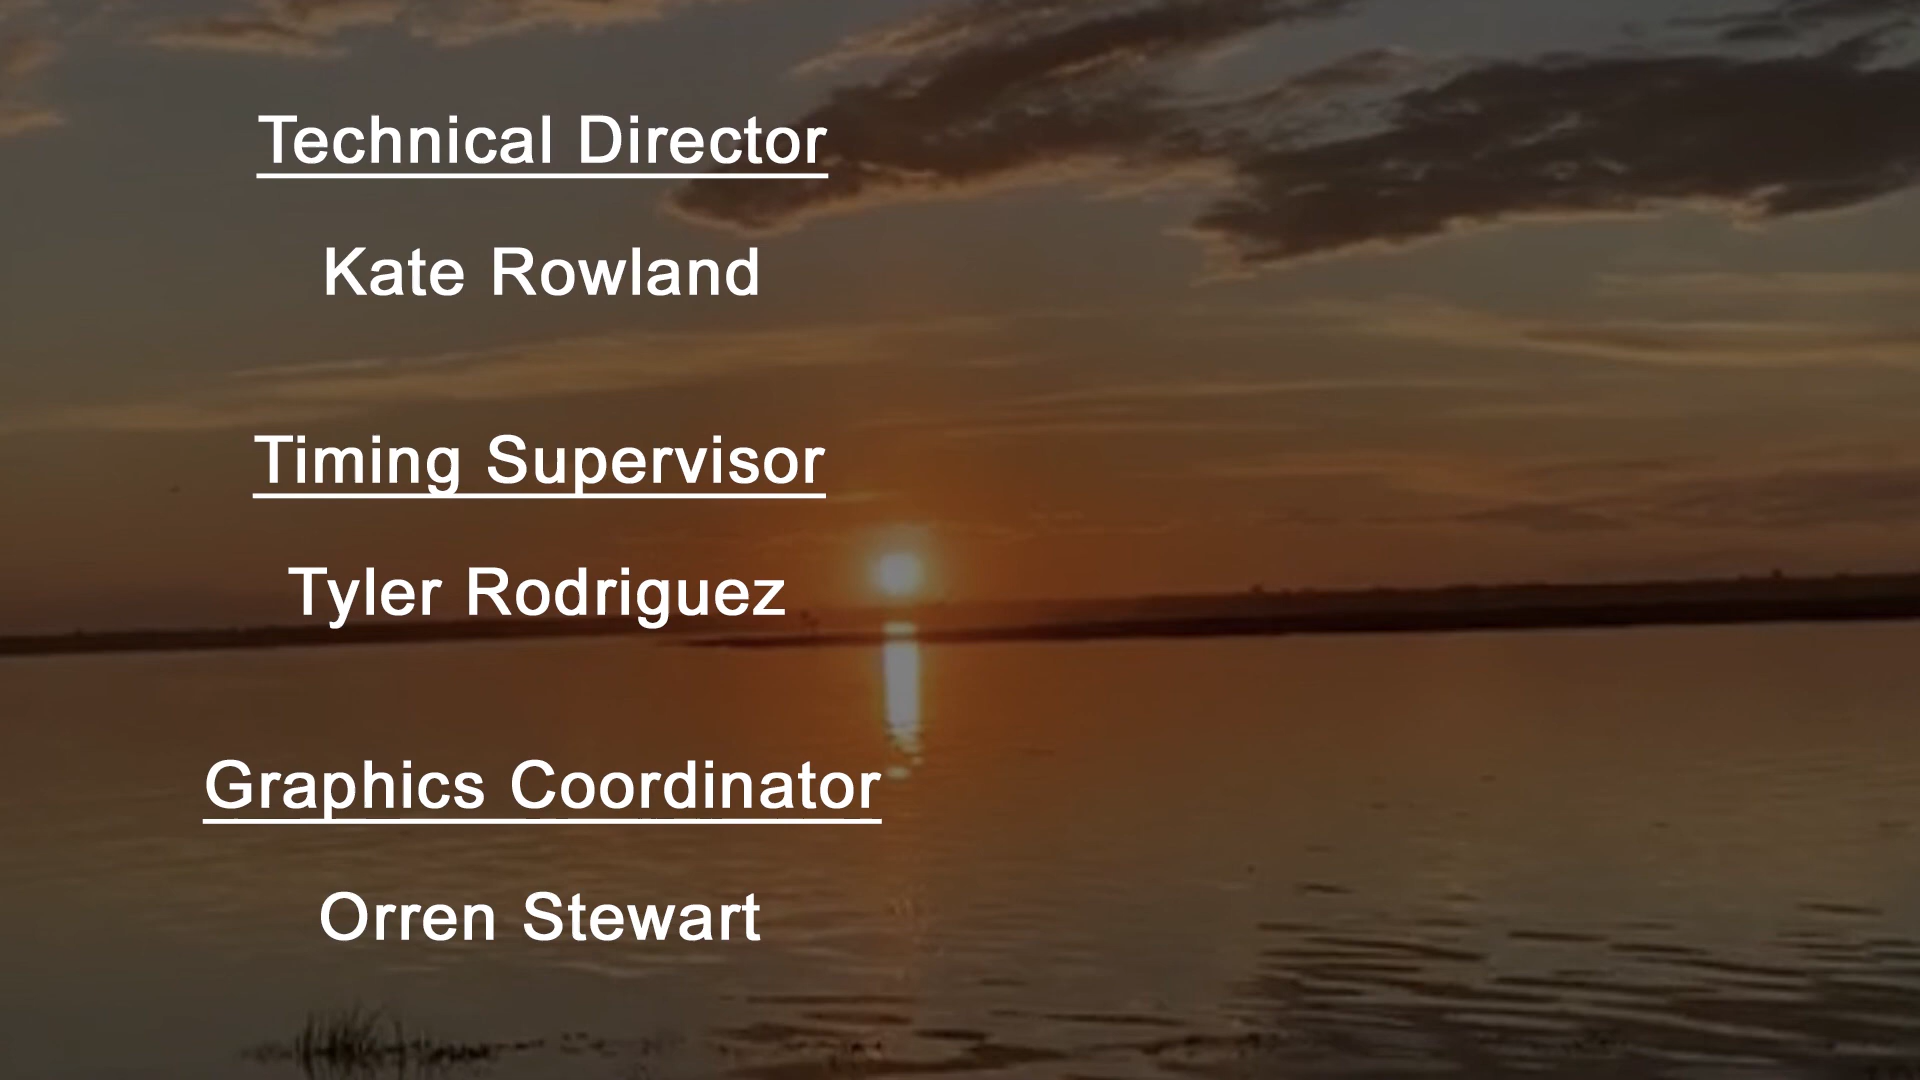 Technical Director
Kate Rowland
Timing Supervisor
Tyler Rodriguez
Graphics Coordinator
Orren Stewart